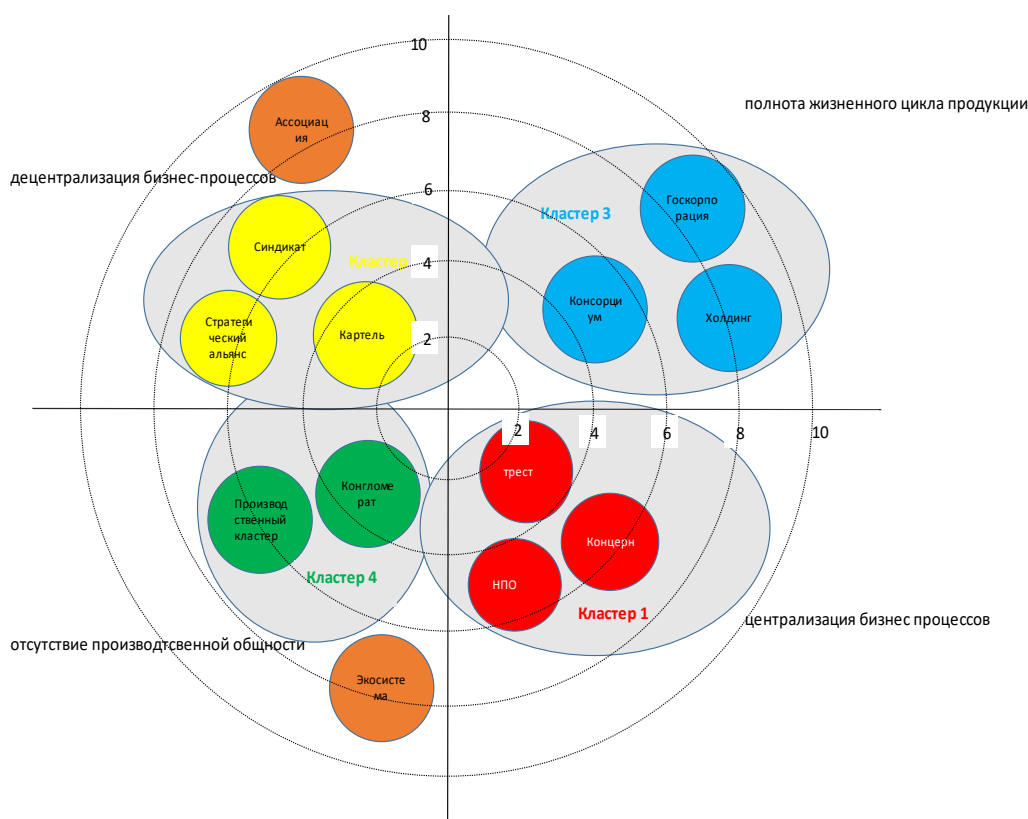 10
полнота жизненного цикла продукции
8
Ассоциац
ия
децентрализация бизнес-процессов
6
Госкорпо
рация
Кластер 3
Синдикат
Кластер
4
Консорци
ум
Холдинг
Стратеги
ческий
альянс
Картель
2
2
4
6
8
10
трест
Конгломе
рат
Производ
ственный
кластер
Концерн
НПО
Кластер 4
Кластер 1
централизация бизнес процессов
отсутствие производтсвенной общности
Экосисте
ма